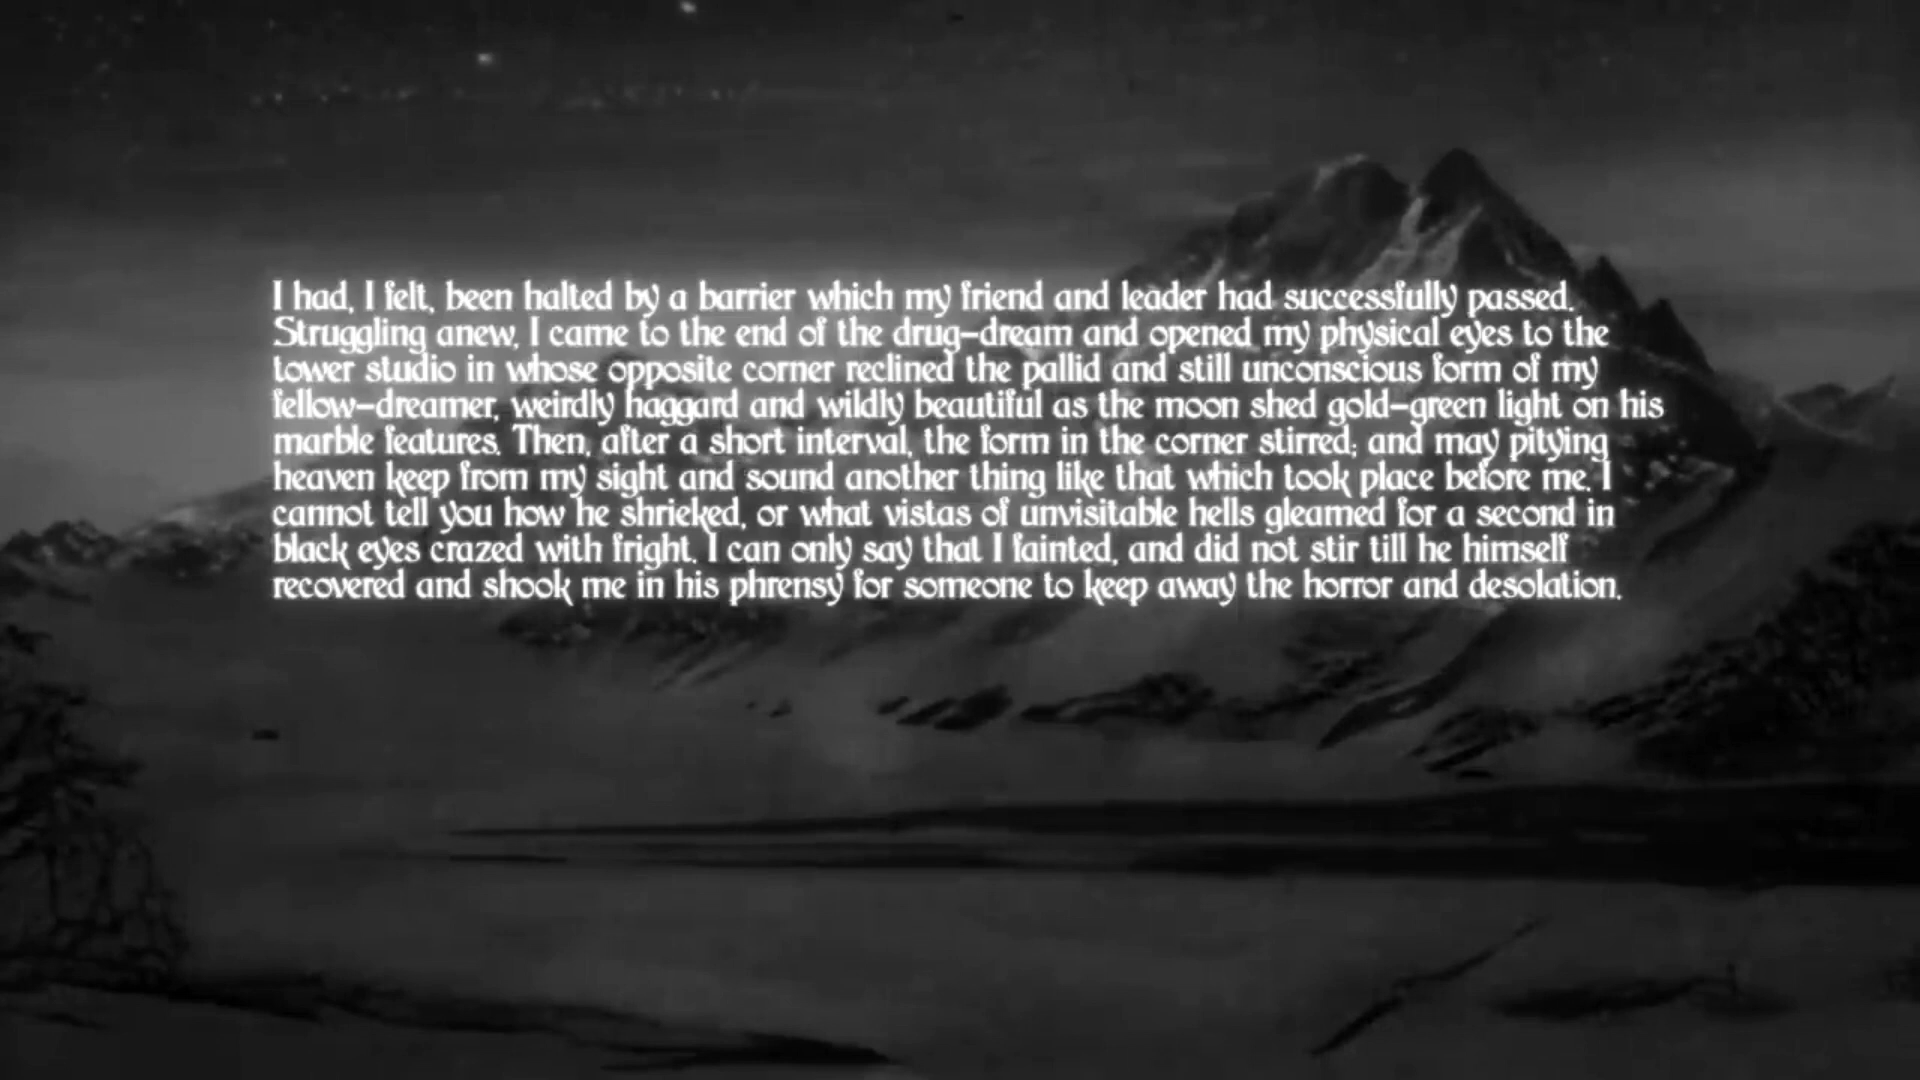 I had, I felt, been halted by a barrier which my friend and leader had successfully passed.
Struggling anew, I came to the end of the drug-dream and opened my physical eyes to the
tower studio in whose opposite corner reclined the pallid and still unconscious form of my
fellow-dreamer, weirdly haggard and wildly beautiful as the moon shed gold-green light on his
marble features. Then, after a short interval, the form in the corner stirred; and may pitying
heaven keep from my sight and sound another thing like that which took place before me. I
cannot tell you how he shrieked, or what vistas of unvisitable hells gleamed for a second in
black eyes crazed with fright. I can only say that I fainted, and did not stir till he himself
recovered and shook me in his phrensy for someone to keep away the horror and desolation.